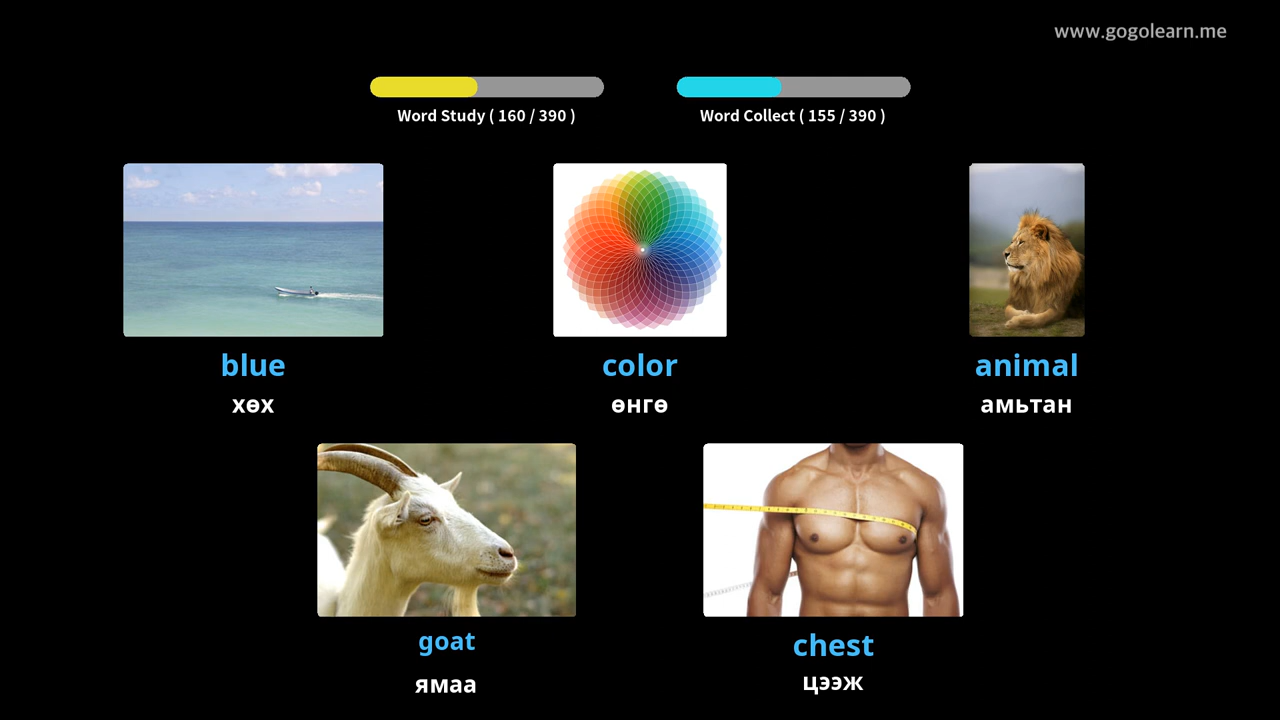 www.gogolearn.me
Word Study ( 160 / 390 )
Word Collect ( 155 / 390 )
blue
хөх
color
өнгө
animal
амьтан
goat
ямаа
chest
цээж